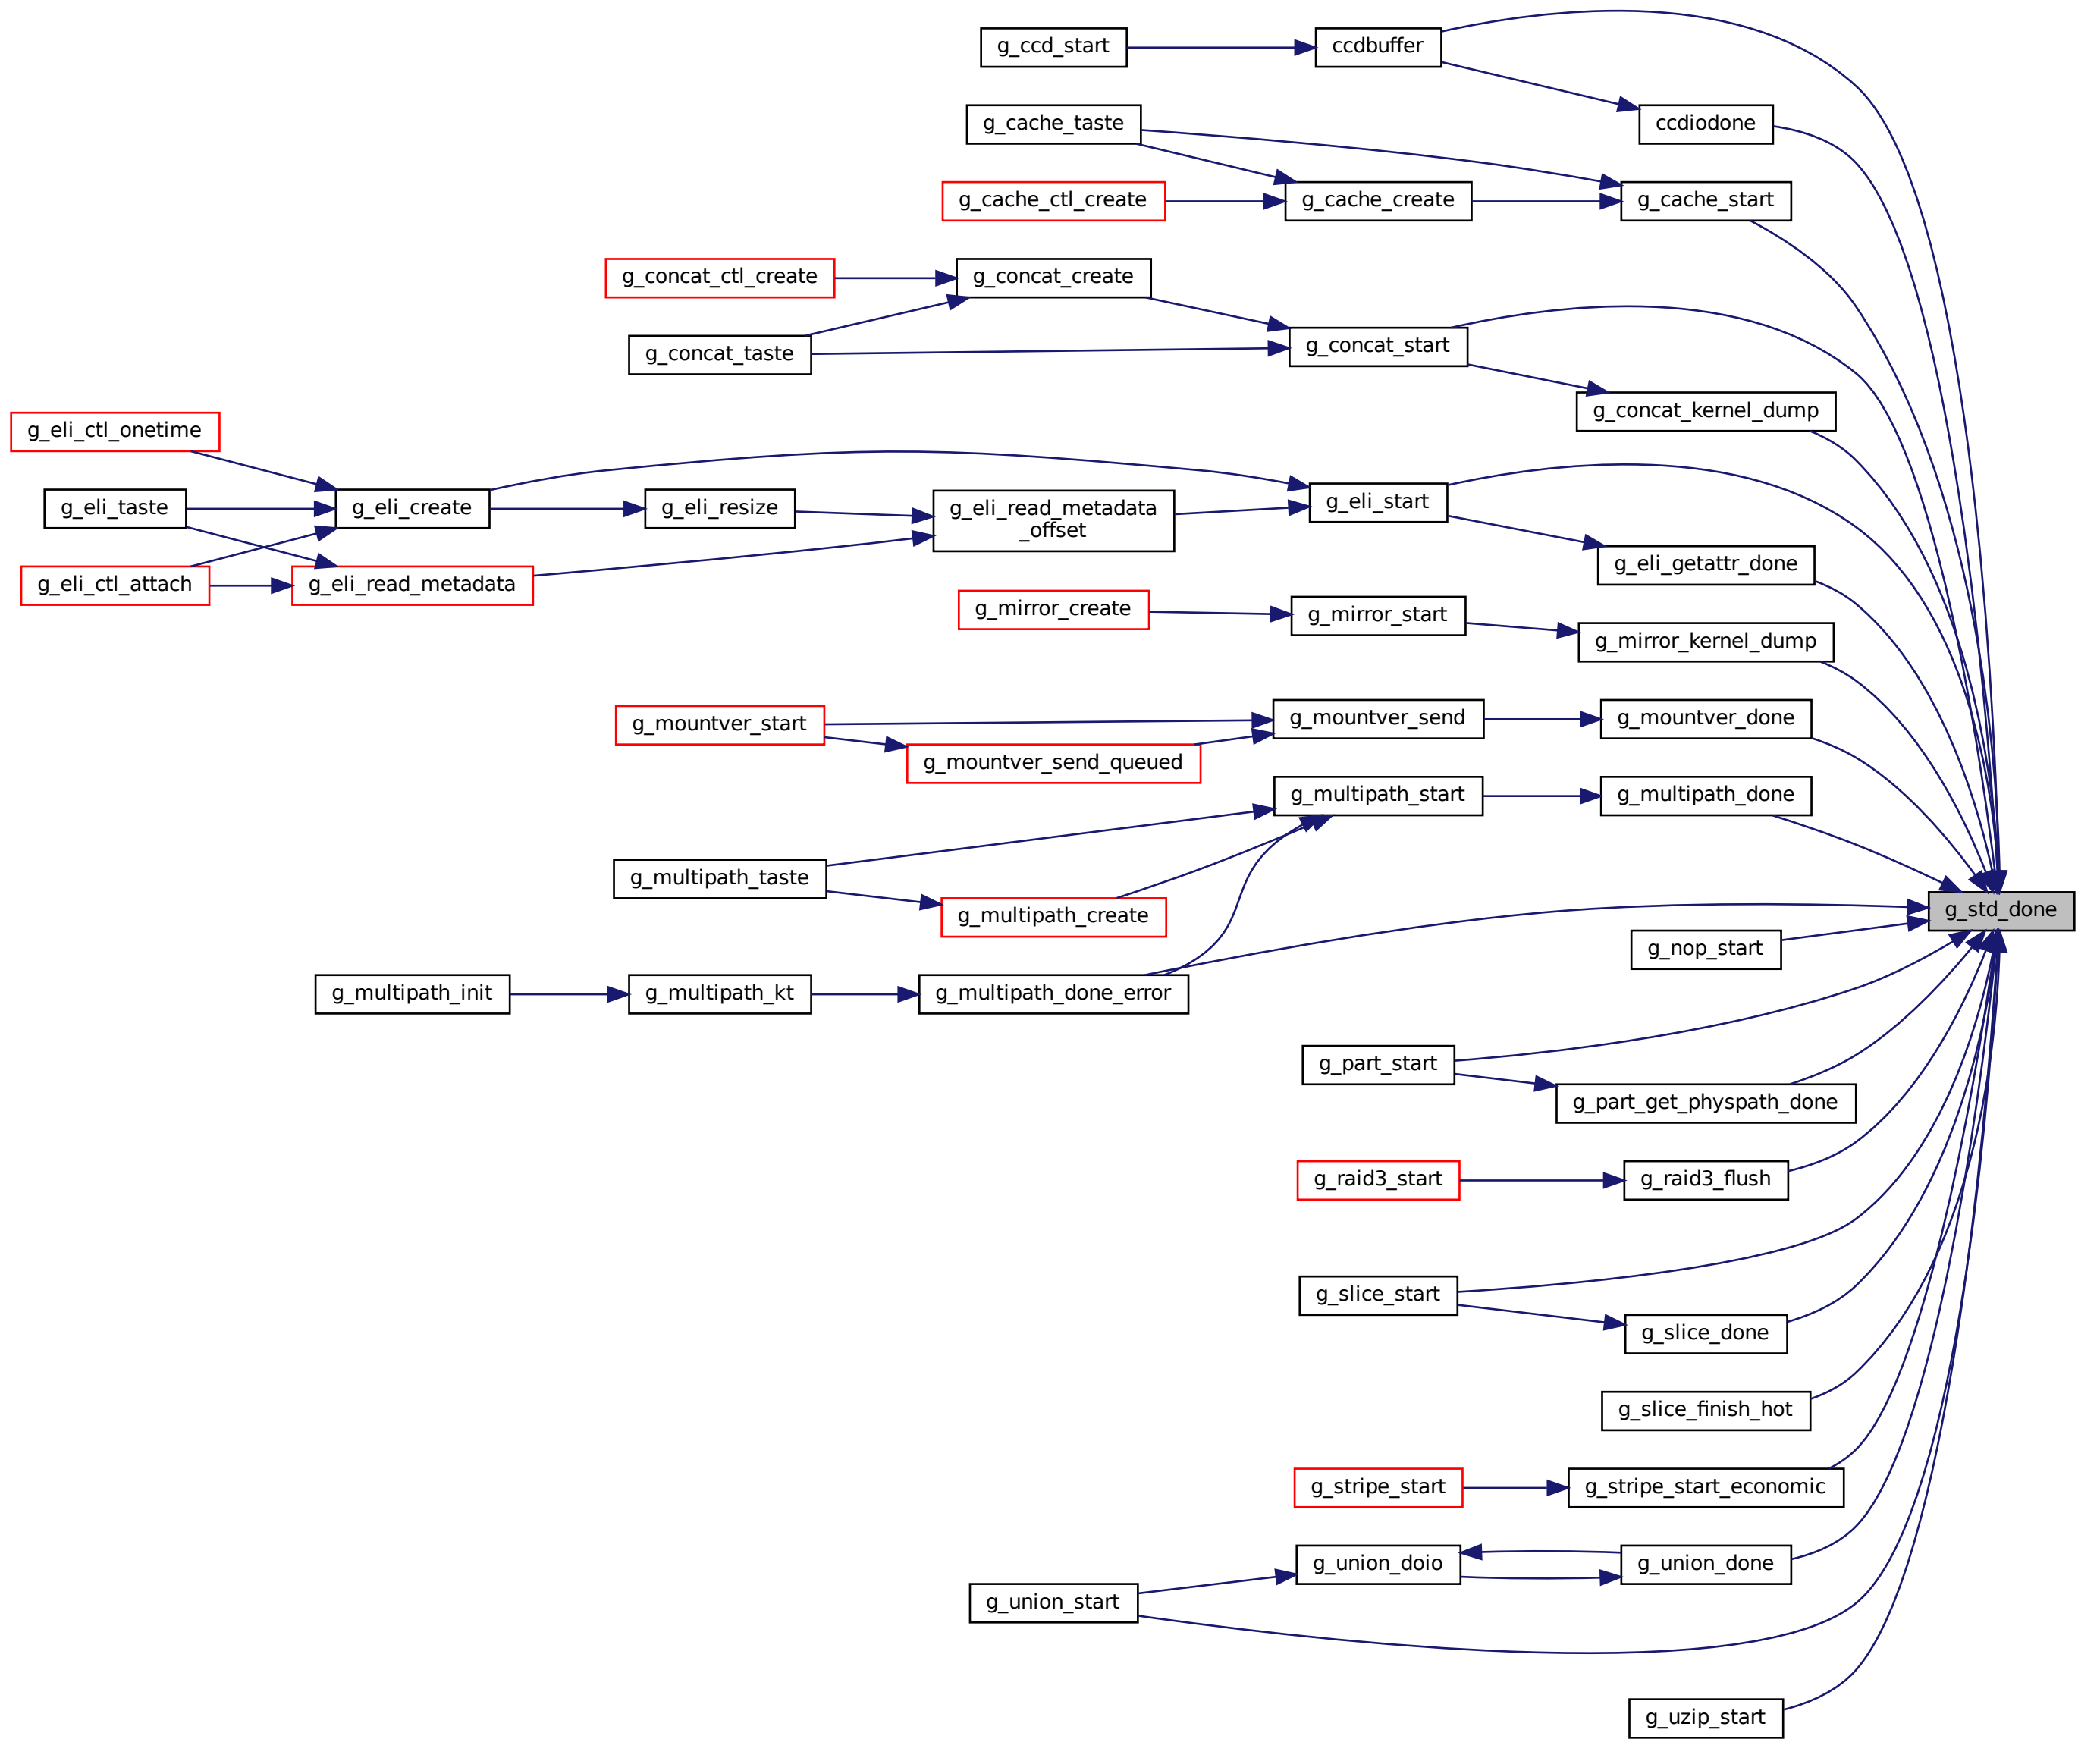 g_ccd_start
ccdbuffer
g_cache_taste
ccdiodone
g_cache_ctl_create
g_cache_create
g_cache_start
g_concat_ctl_create
g_concat_create
g_concat_taste
g_concat_start
g_concat_kernel_dump
g_eli_ctl_onetime
g_eli_taste
g_eli_create
g_eli_resize
g_eli_read_metadata
_offset
g_eli_start
g_eli_getattr_done
g_eli_ctl_attach
g_eli_read_metadata
g_mirror_create
g_mirror_start
g_mirror_kernel_dump
g_mountver_start
g_mountver_send
g_mountver_done
g_mountver_send_queued
g_multipath_start
g_multipath_done
g_multipath_taste
g_multipath_create
g_std_done
g_nop_start
g_multipath_init
g_multipath_kt
g_multipath_done_error
g_part_start
g_part_get_physpath_done
g_raid3_start
g_raid3_flush
g_slice_start
g_slice_done
g_slice_finish_hot
g_stripe_start
g_stripe_start_economic
g_union_doio
g_union_done
g_union_start
g_uzip_start